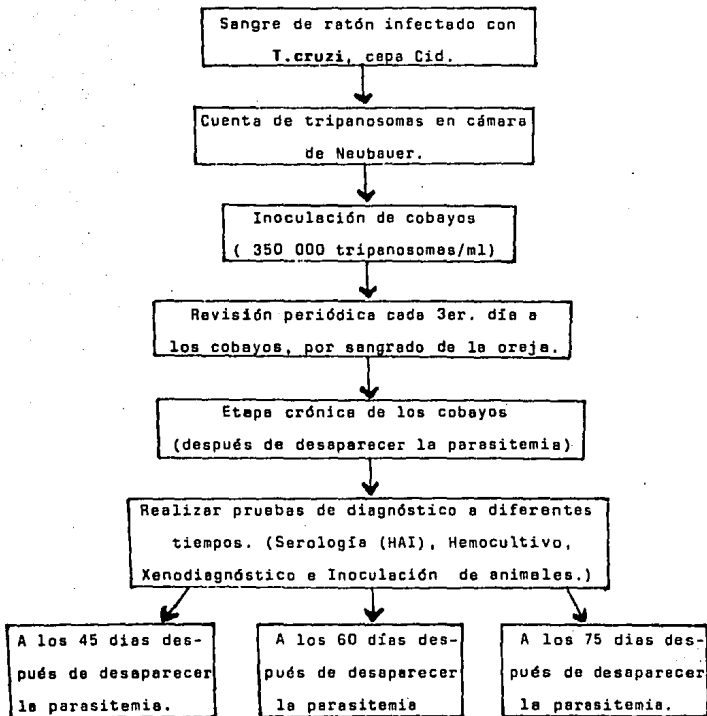 Sangre de ratón infectado con
T.cruzi, cepa Cid.
Cuenta de tripanosomas en cámara
de Neubauer.
Inoculación de cobayos
( 350 000 tripanosomas/ml)
Revisión periódica cada 3er. día a
los cobayos, por sangrado de la oreja.
Etapa crónica de los cobayos
(después de desaparecer la parasitemia)
Realizar pruebas de diagnóstico a diferentes
tiempos. (Serología (HAI), Hemocultivo,
Xenodiagnóstico e Inoculación de animales.)
A los 45 dias des-
pués de desaparecer
la parasitemia.
A los 60 días des-
pués de desaparecer
la parasitemia
A los 75 dias des-
pués de desaparecer
la parasitemia.